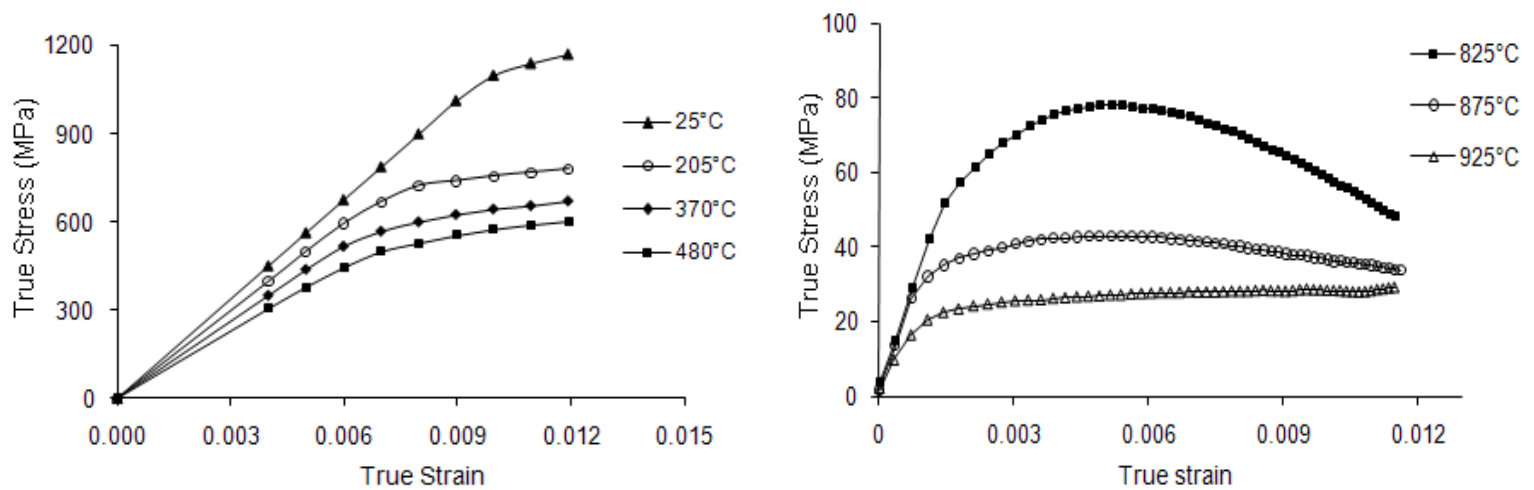 1200
900
600
300
0
0.000 0.003 0.006 0.009 0.012 0.015
True Stress (MPa)
True Strain
25°C
205°C
370°C
480°C
100
80
60
40
20
0
0 0.003 0.006 0.009 0.012
True Stress (MPa)
True strain
825°C
875°C
925°C